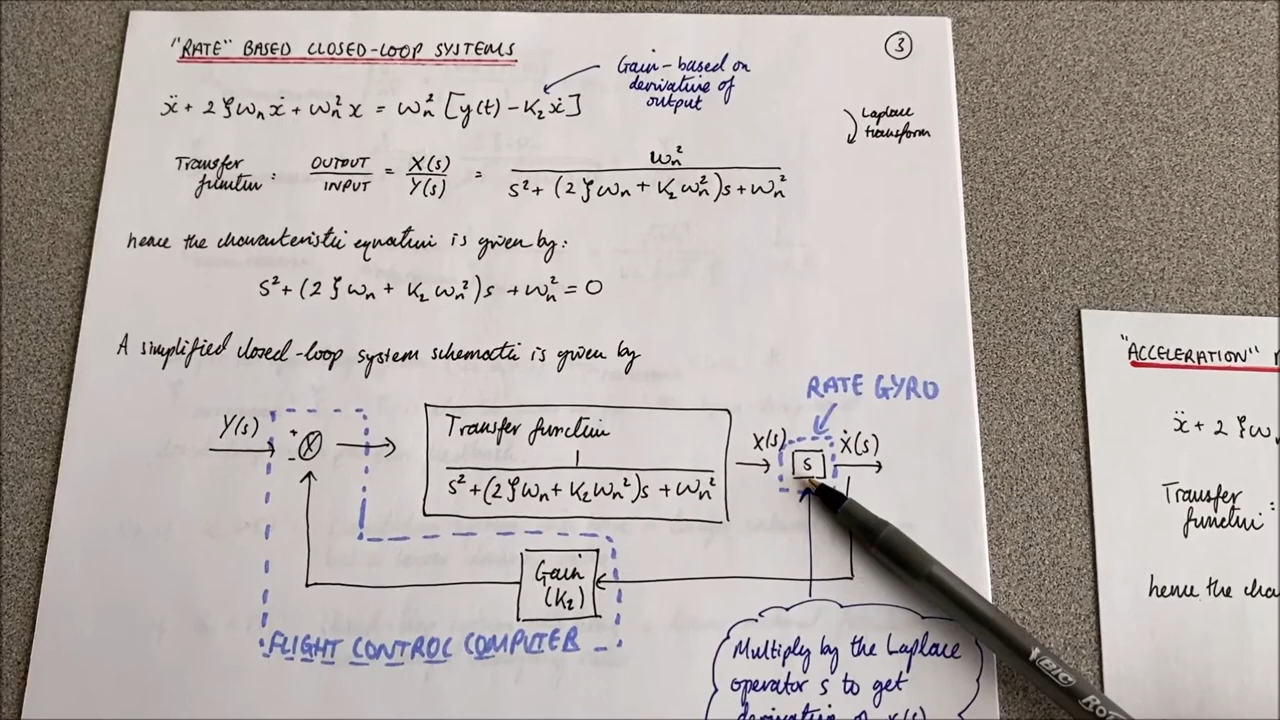 "RATE" BASED CLOSED-LOOP SYSTEMS
3
Gain-based on
derivative of
output
ẍ + 2ζωₙẋ + ωₙ²x = ωₙ² [y(t) − K₂ẋ]
Laplace
transform
Transfer
function:
OUTPUT
INPUT
= X(s)
Y(s)
= ωₙ²
s² + (2ζωₙ + K₂ωₙ²)s + ωₙ²
hence the characteristic equation is given by:
s² + (2ζωₙ + K₂ωₙ²)s + ωₙ² = 0
A simplified closed-loop system schematic is given by
RATE GYRO
Y(s)
+
-
Transfer function
1
s² + (2ζωₙ + K₂ωₙ²)s + ωₙ²
X(s)
s
Ẋ(s)
Gain
(K₂)
FLIGHT CONTROL COMPUTER
Multiply by the Laplace
operator s to get
derivative of x(s)
"ACCELERATION"
ẍ + 2ζω
Transfer
function:
hence the cha
BIC